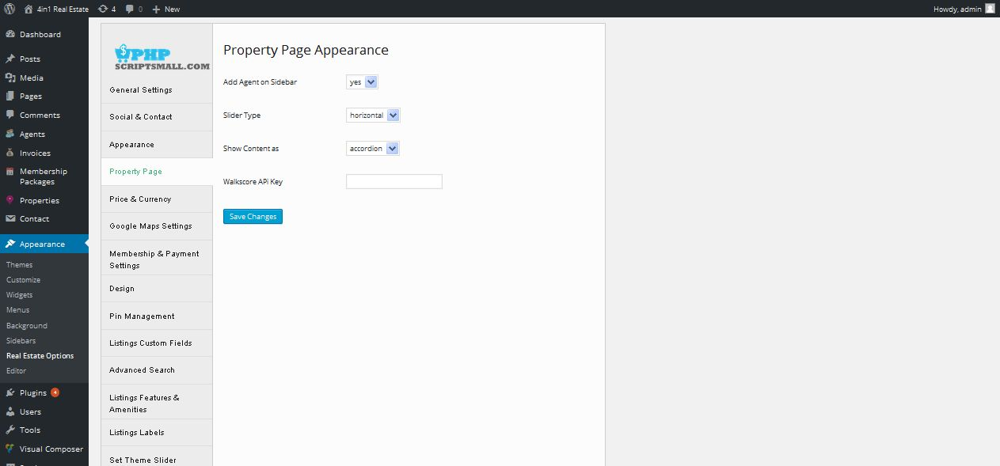 4in1 Real Estate
4
0
New
Howdy, admin
Dashboard
Posts
Media
Pages
Comments
Agents
Invoices
Membership
Packages
Properties
Contact
Appearance
Themes
Customize
Widgets
Menus
Background
Sidebars
Real Estate Options
Editor
Plugins 4
Users
Tools
Visual Composer
$PHP
SCRIPTSMALL.COM
General Settings
Social & Contact
Appearance
Property Page
Price & Currency
Google Maps Settings
Membership & Payment
Settings
Design
Pin Management
Listings Custom Fields
Advanced Search
Listings Features &
Amenities
Listings Labels
Set Theme Slider
Property Page Appearance
Add Agent on Sidebar yes
Slider Type horizontal
Show Content as accordion
Walkscore APi Key
Save Changes